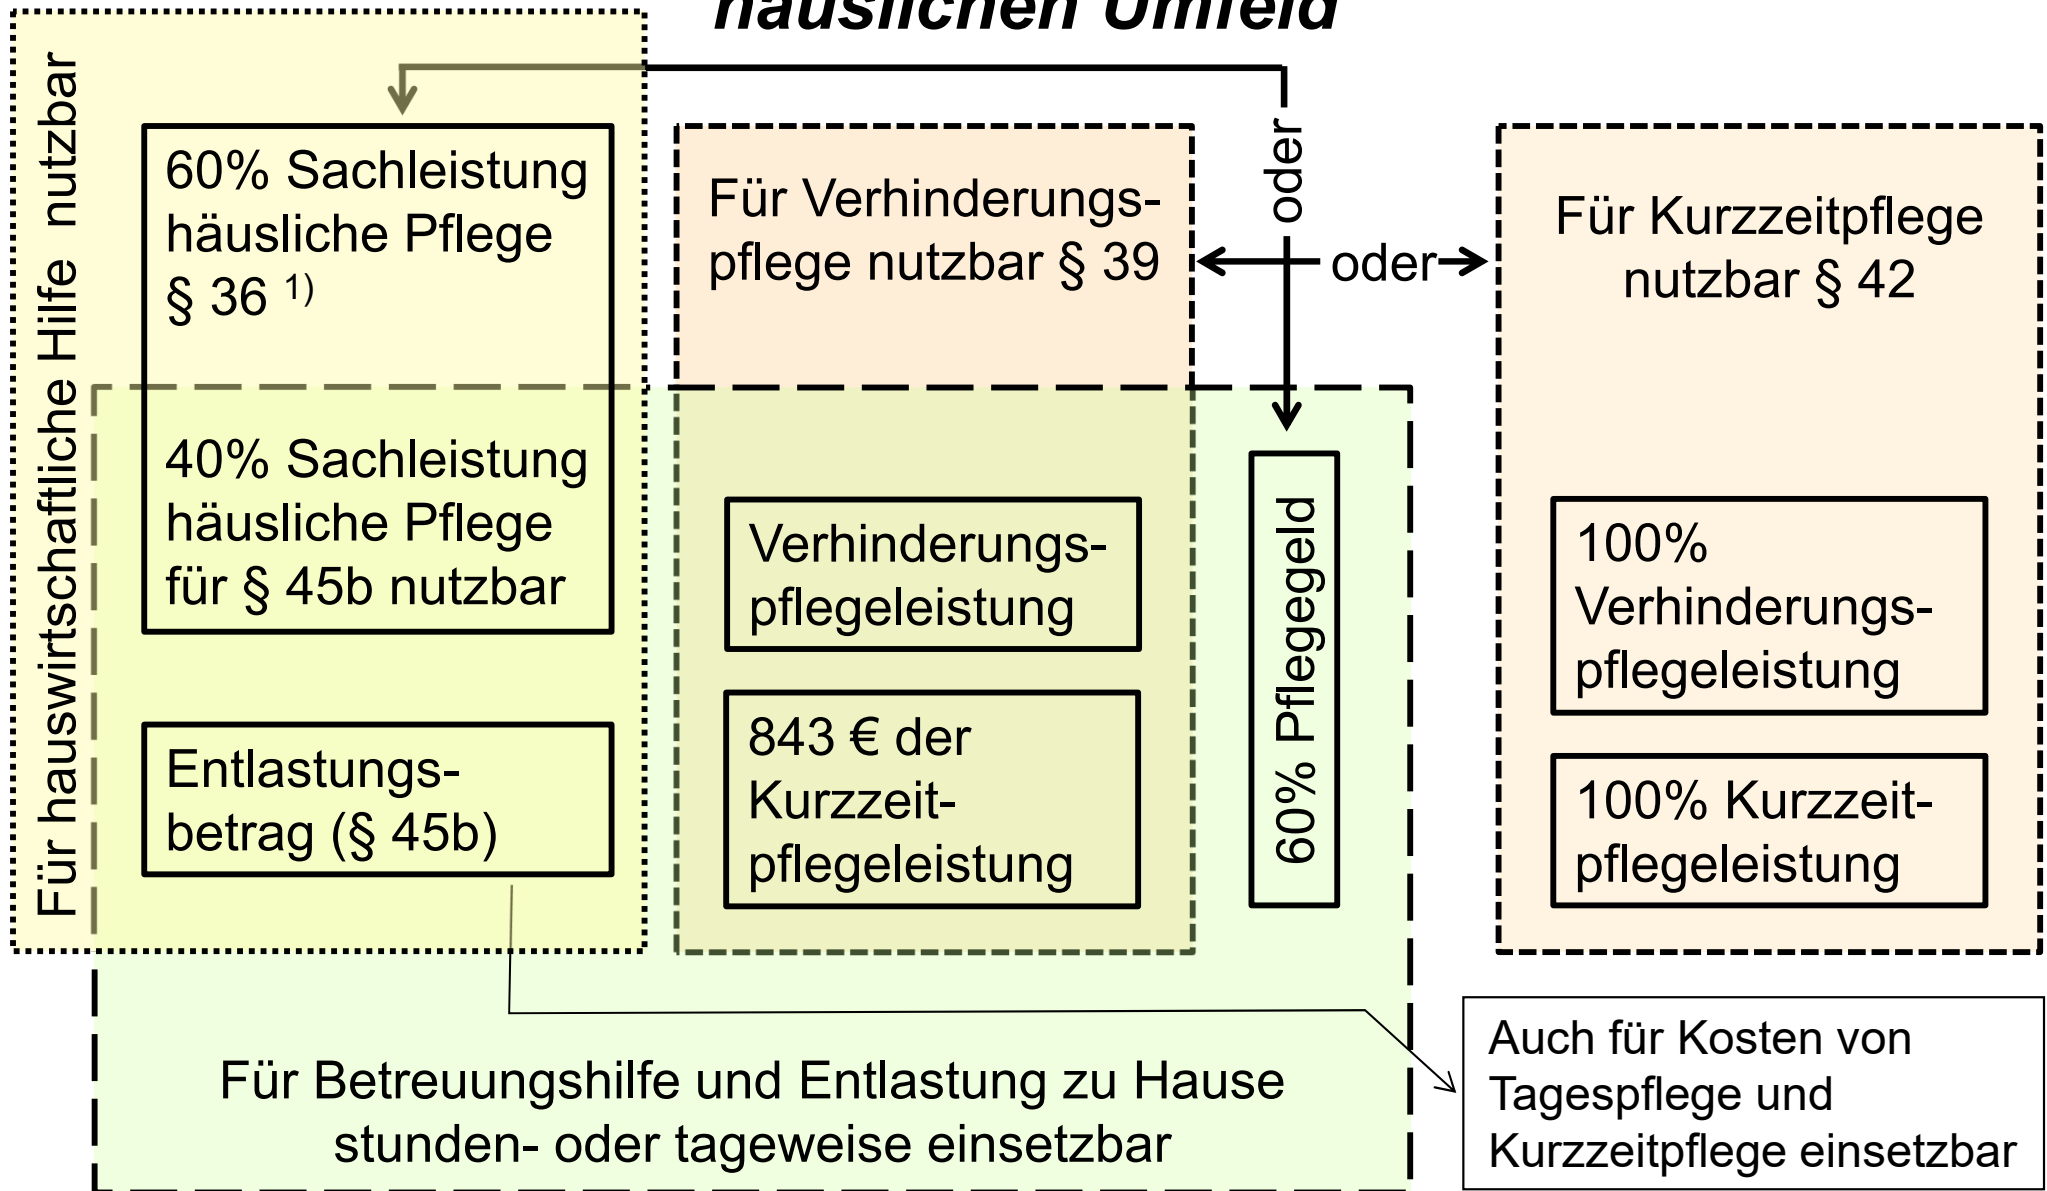 häuslichen Umfeld
Für hauswirtschaftliche Hilfe nutzbar
60% Sachleistung
häusliche Pflege
§ 36 ¹⁾
40% Sachleistung
häusliche Pflege
für § 45b nutzbar
Entlastungs-
betrag (§ 45b)
Für Verhinderungs-
pflege nutzbar § 39
Verhinderungs-
pflegeleistung
843 € der
Kurzzeit-
pflegeleistung
oder
oder
60% Pflegegeld
Für Kurzzeitpflege
nutzbar § 42
100%
Verhinderungs-
pflegeleistung
100% Kurzzeit-
pflegeleistung
Für Betreuungshilfe und Entlastung zu Hause
stunden- oder tageweise einsetzbar
Auch für Kosten von
Tagespflege und
Kurzzeitpflege einsetzbar